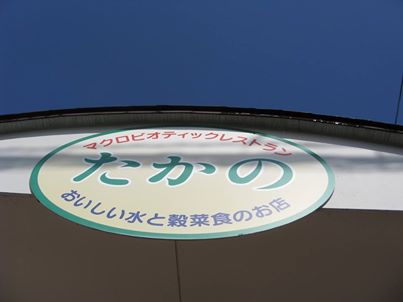 マクロビオティックレストラン
たかの
おいしい水と穀菜食のお店